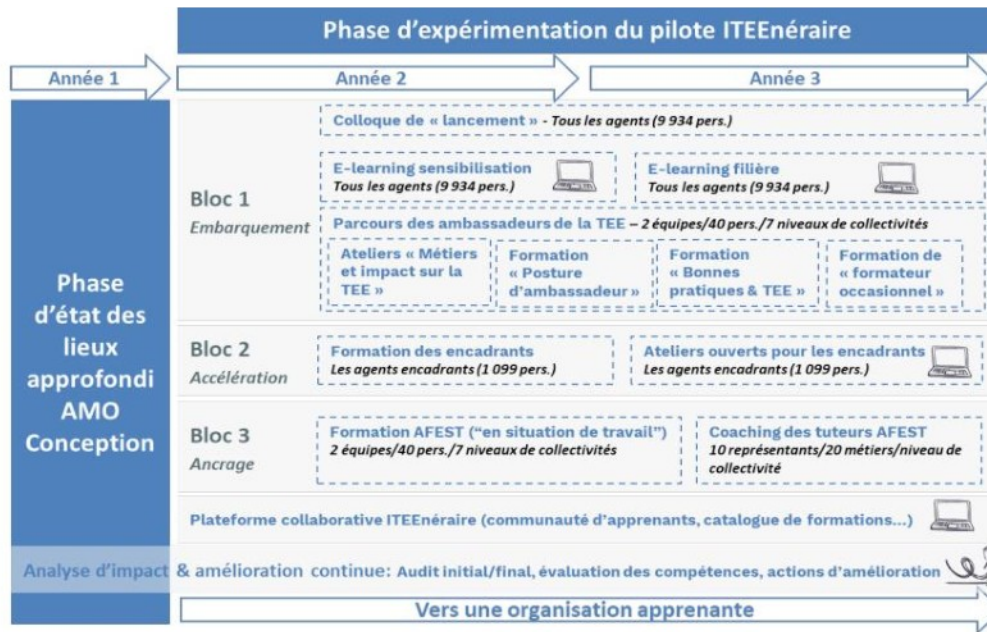 Phase d'expérimentation du pilote ITEEnéraire
Année 1
Année 2
Année 3
Phase
d'état des
lieux
approfondi
AMO
Conception
Bloc 1
Embarquement
Colloque de « lancement » - Tous les agents (9 934 pers.)
E-learning sensibilisation
Tous les agents (9 934 pers.)
E-learning filière
Tous les agents (9 934 pers.)
Parcours des ambassadeurs de la TEE – 2 équipes/40 pers./7 niveaux de collectivités
Ateliers « Métiers
et impact sur la
TEE »
Formation
« Posture
d'ambassadeur »
Formation
« Bonnes
pratiques & TEE »
Formation de
« formateur
occasionnel »
Bloc 2
Accélération
Formation des encadrants
Les agents encadrants (1 099 pers.)
Ateliers ouverts pour les encadrants
Les agents encadrants (1 099 pers.)
Bloc 3
Ancrage
Formation AFEST ("en situation de travail")
2 équipes/40 pers./7 niveaux de collectivités
Coaching des tuteurs AFEST
10 représentants/20 métiers/niveau de
collectivité
Plateforme collaborative ITEEnéraire (communauté d'apprenants, catalogue de formations...)
Analyse d'impact & amélioration continue: Audit initial/final, évaluation des compétences, actions d'amélioration
Vers une organisation apprenante